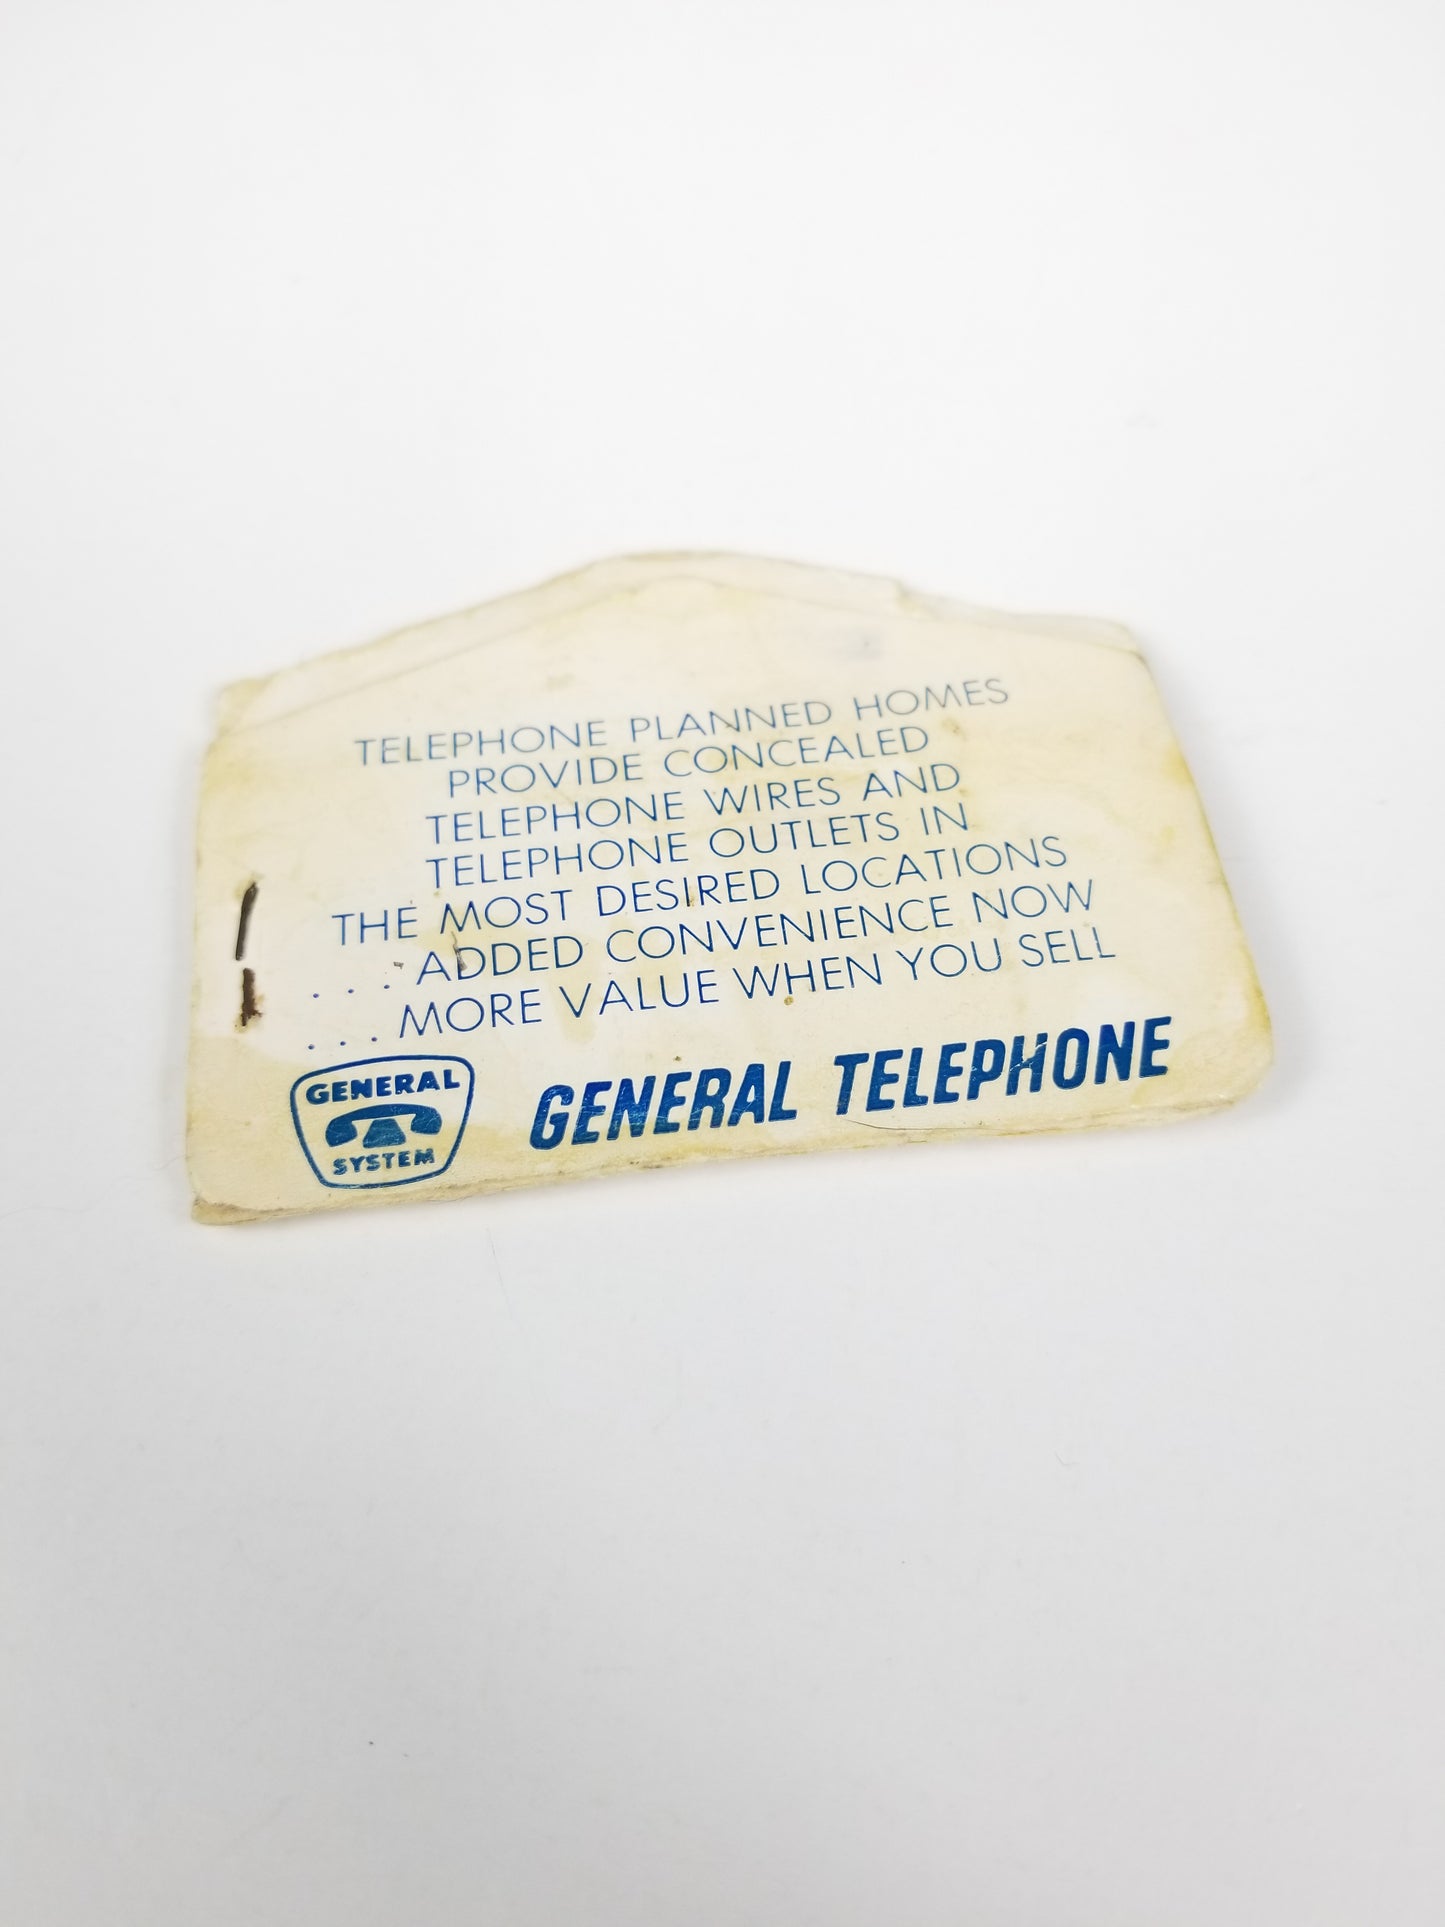 TELEPHONE PLANNED HOMES
PROVIDE CONCEALED
TELEPHONE WIRES AND
TELEPHONE OUTLETS IN
THE MOST DESIRED LOCATIONS
. . . ADDED CONVENIENCE NOW
. . . MORE VALUE WHEN YOU SELL
GENERAL
SYSTEM
GENERAL TELEPHONE